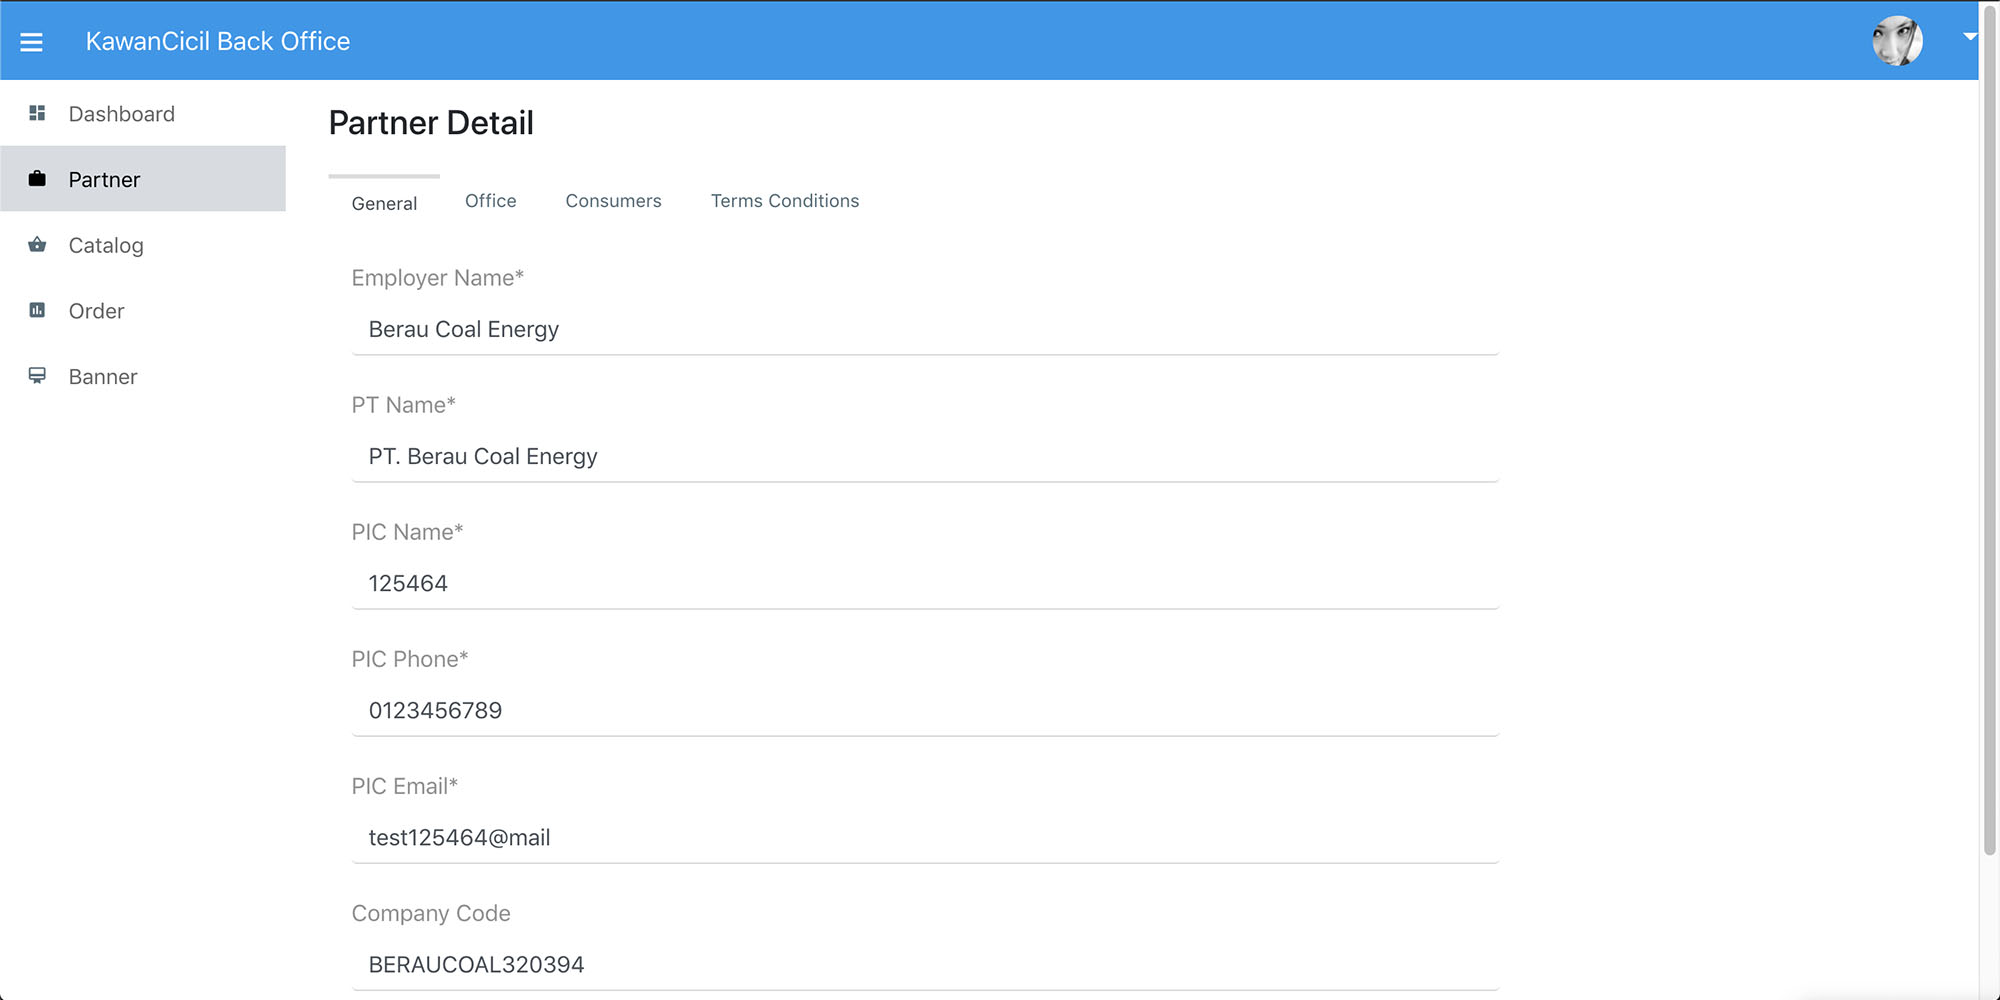 KawanCicil Back Office
Dashboard
Partner
Catalog
Order
Banner
Partner Detail
General Office Consumers Terms Conditions
Employer Name*
Berau Coal Energy
PT Name*
PT. Berau Coal Energy
PIC Name*
125464
PIC Phone*
0123456789
PIC Email*
test125464@mail
Company Code
BERAUCOAL320394